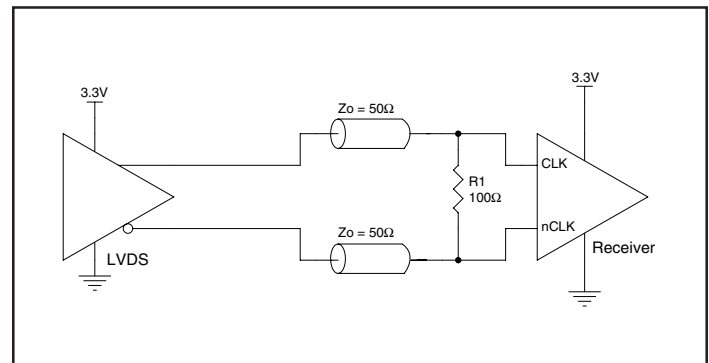 3.3V
3.3V
Zo = 50Ω
CLK
R1
100Ω
nCLK
Zo = 50Ω
Receiver
LVDS